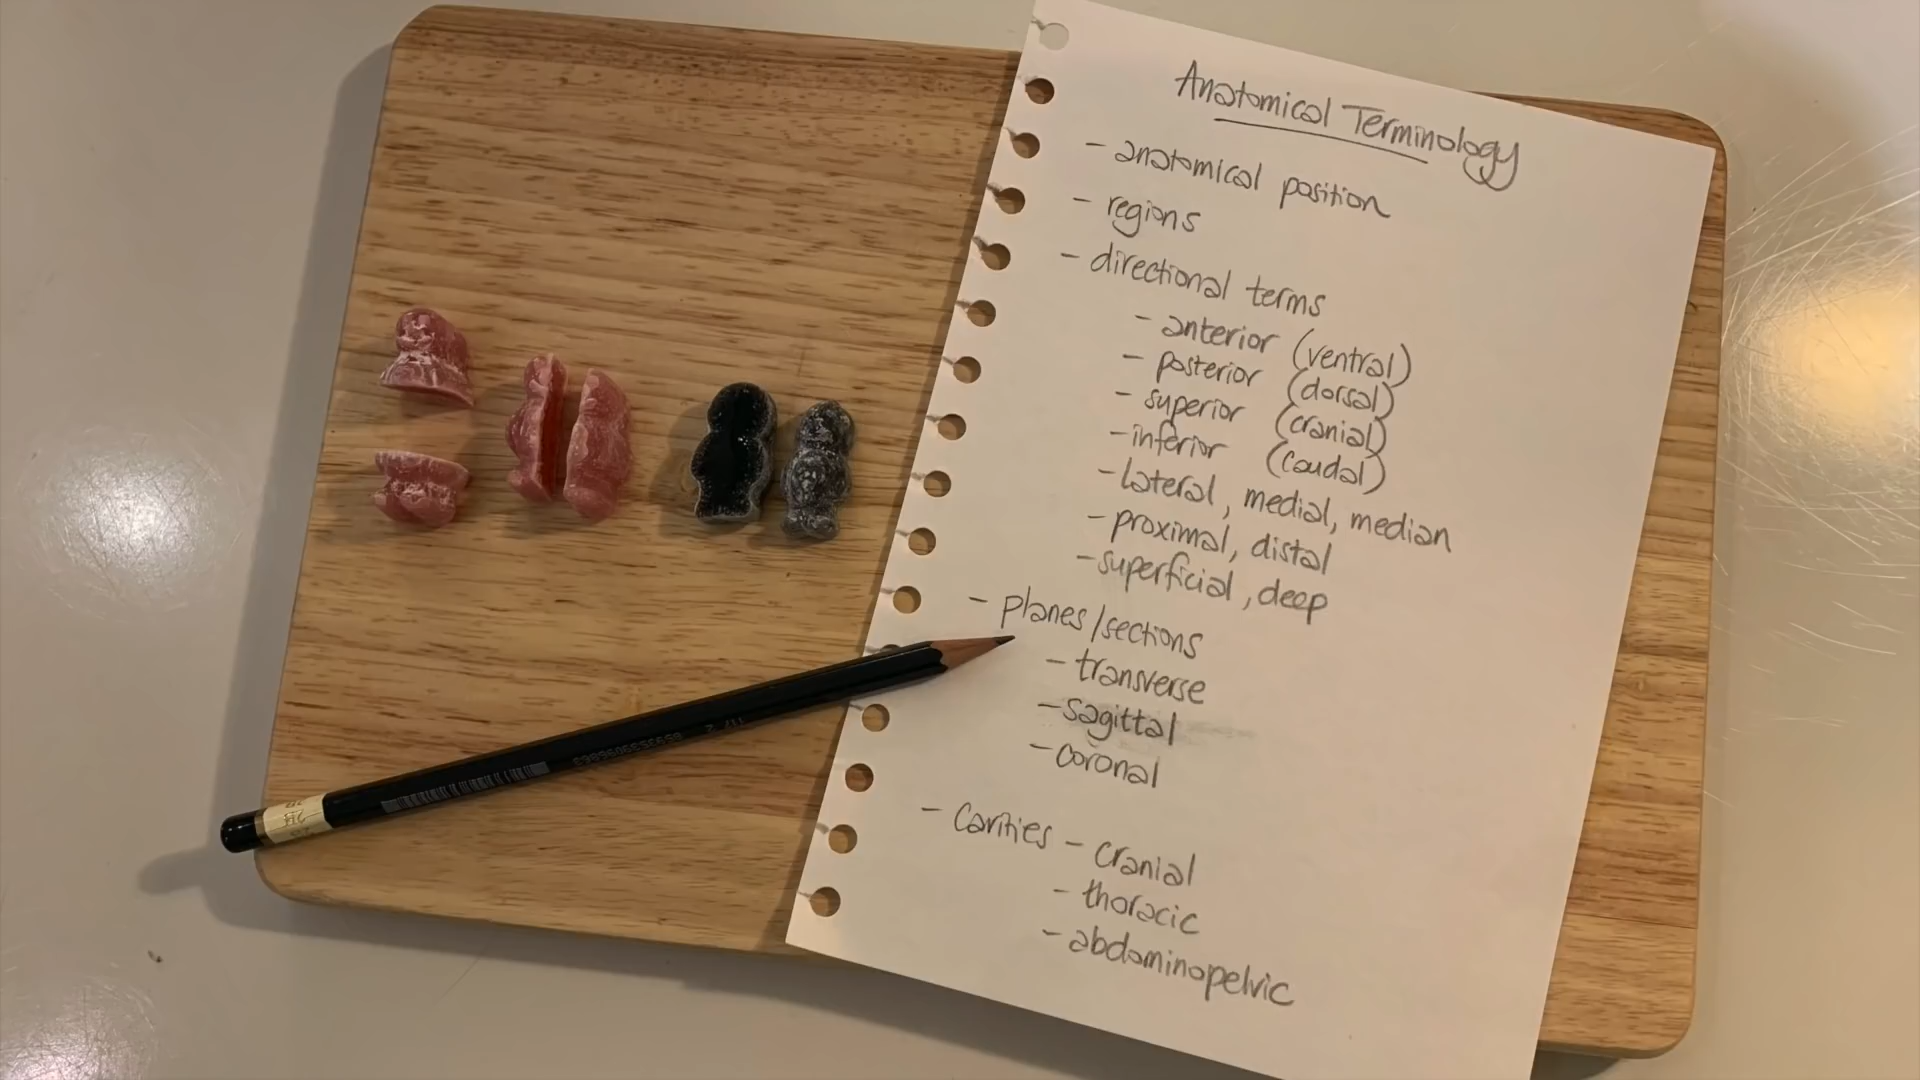 Anatomical Terminology
- anatomical position
- regions
- directional terms
- anterior (ventral)
- posterior (dorsal)
- superior (cranial)
- inferior (caudal)
- lateral, medial, median
- proximal, distal
- superficial, deep
- planes/sections
- transverse
- sagittal
- coronal
- Cavities - cranial
- thoracic
- abdominopelvic